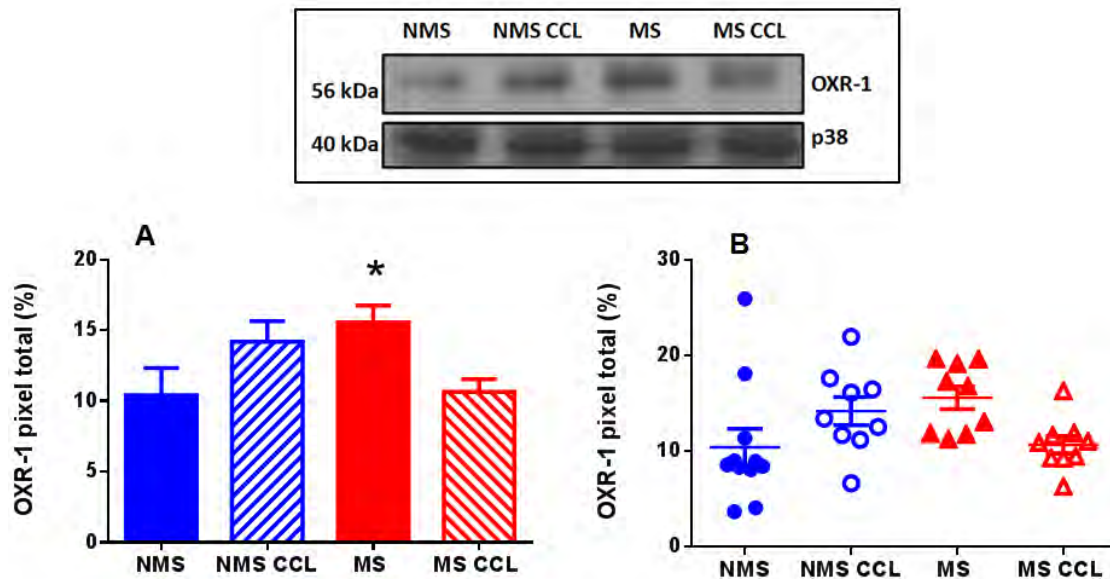 NMS NMS CCL MS MS CCL
56 kDa OXR-1
40 kDa p38
A
OXR-1 pixel total (%)
20
15
10
5
0
*
NMS NMS CCL MS MS CCL
B
OXR-1 pixel total (%)
30
20
10
0
NMS NMS CCL MS MS CCL